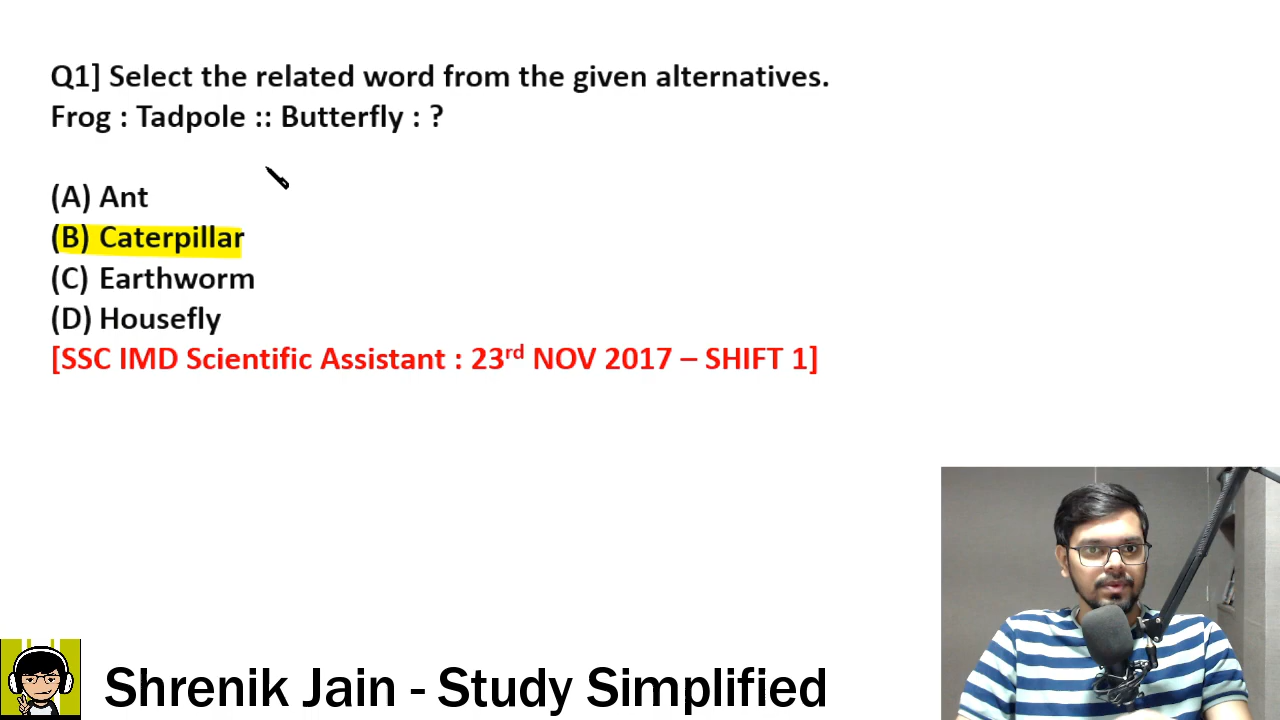 Q1] Select the related word from the given alternatives.
Frog : Tadpole :: Butterfly : ?
(A) Ant
(B) Caterpillar
(C) Earthworm
(D) Housefly
[SSC IMD Scientific Assistant : 23rd NOV 2017 – SHIFT 1]
Shrenik Jain - Study Simplified